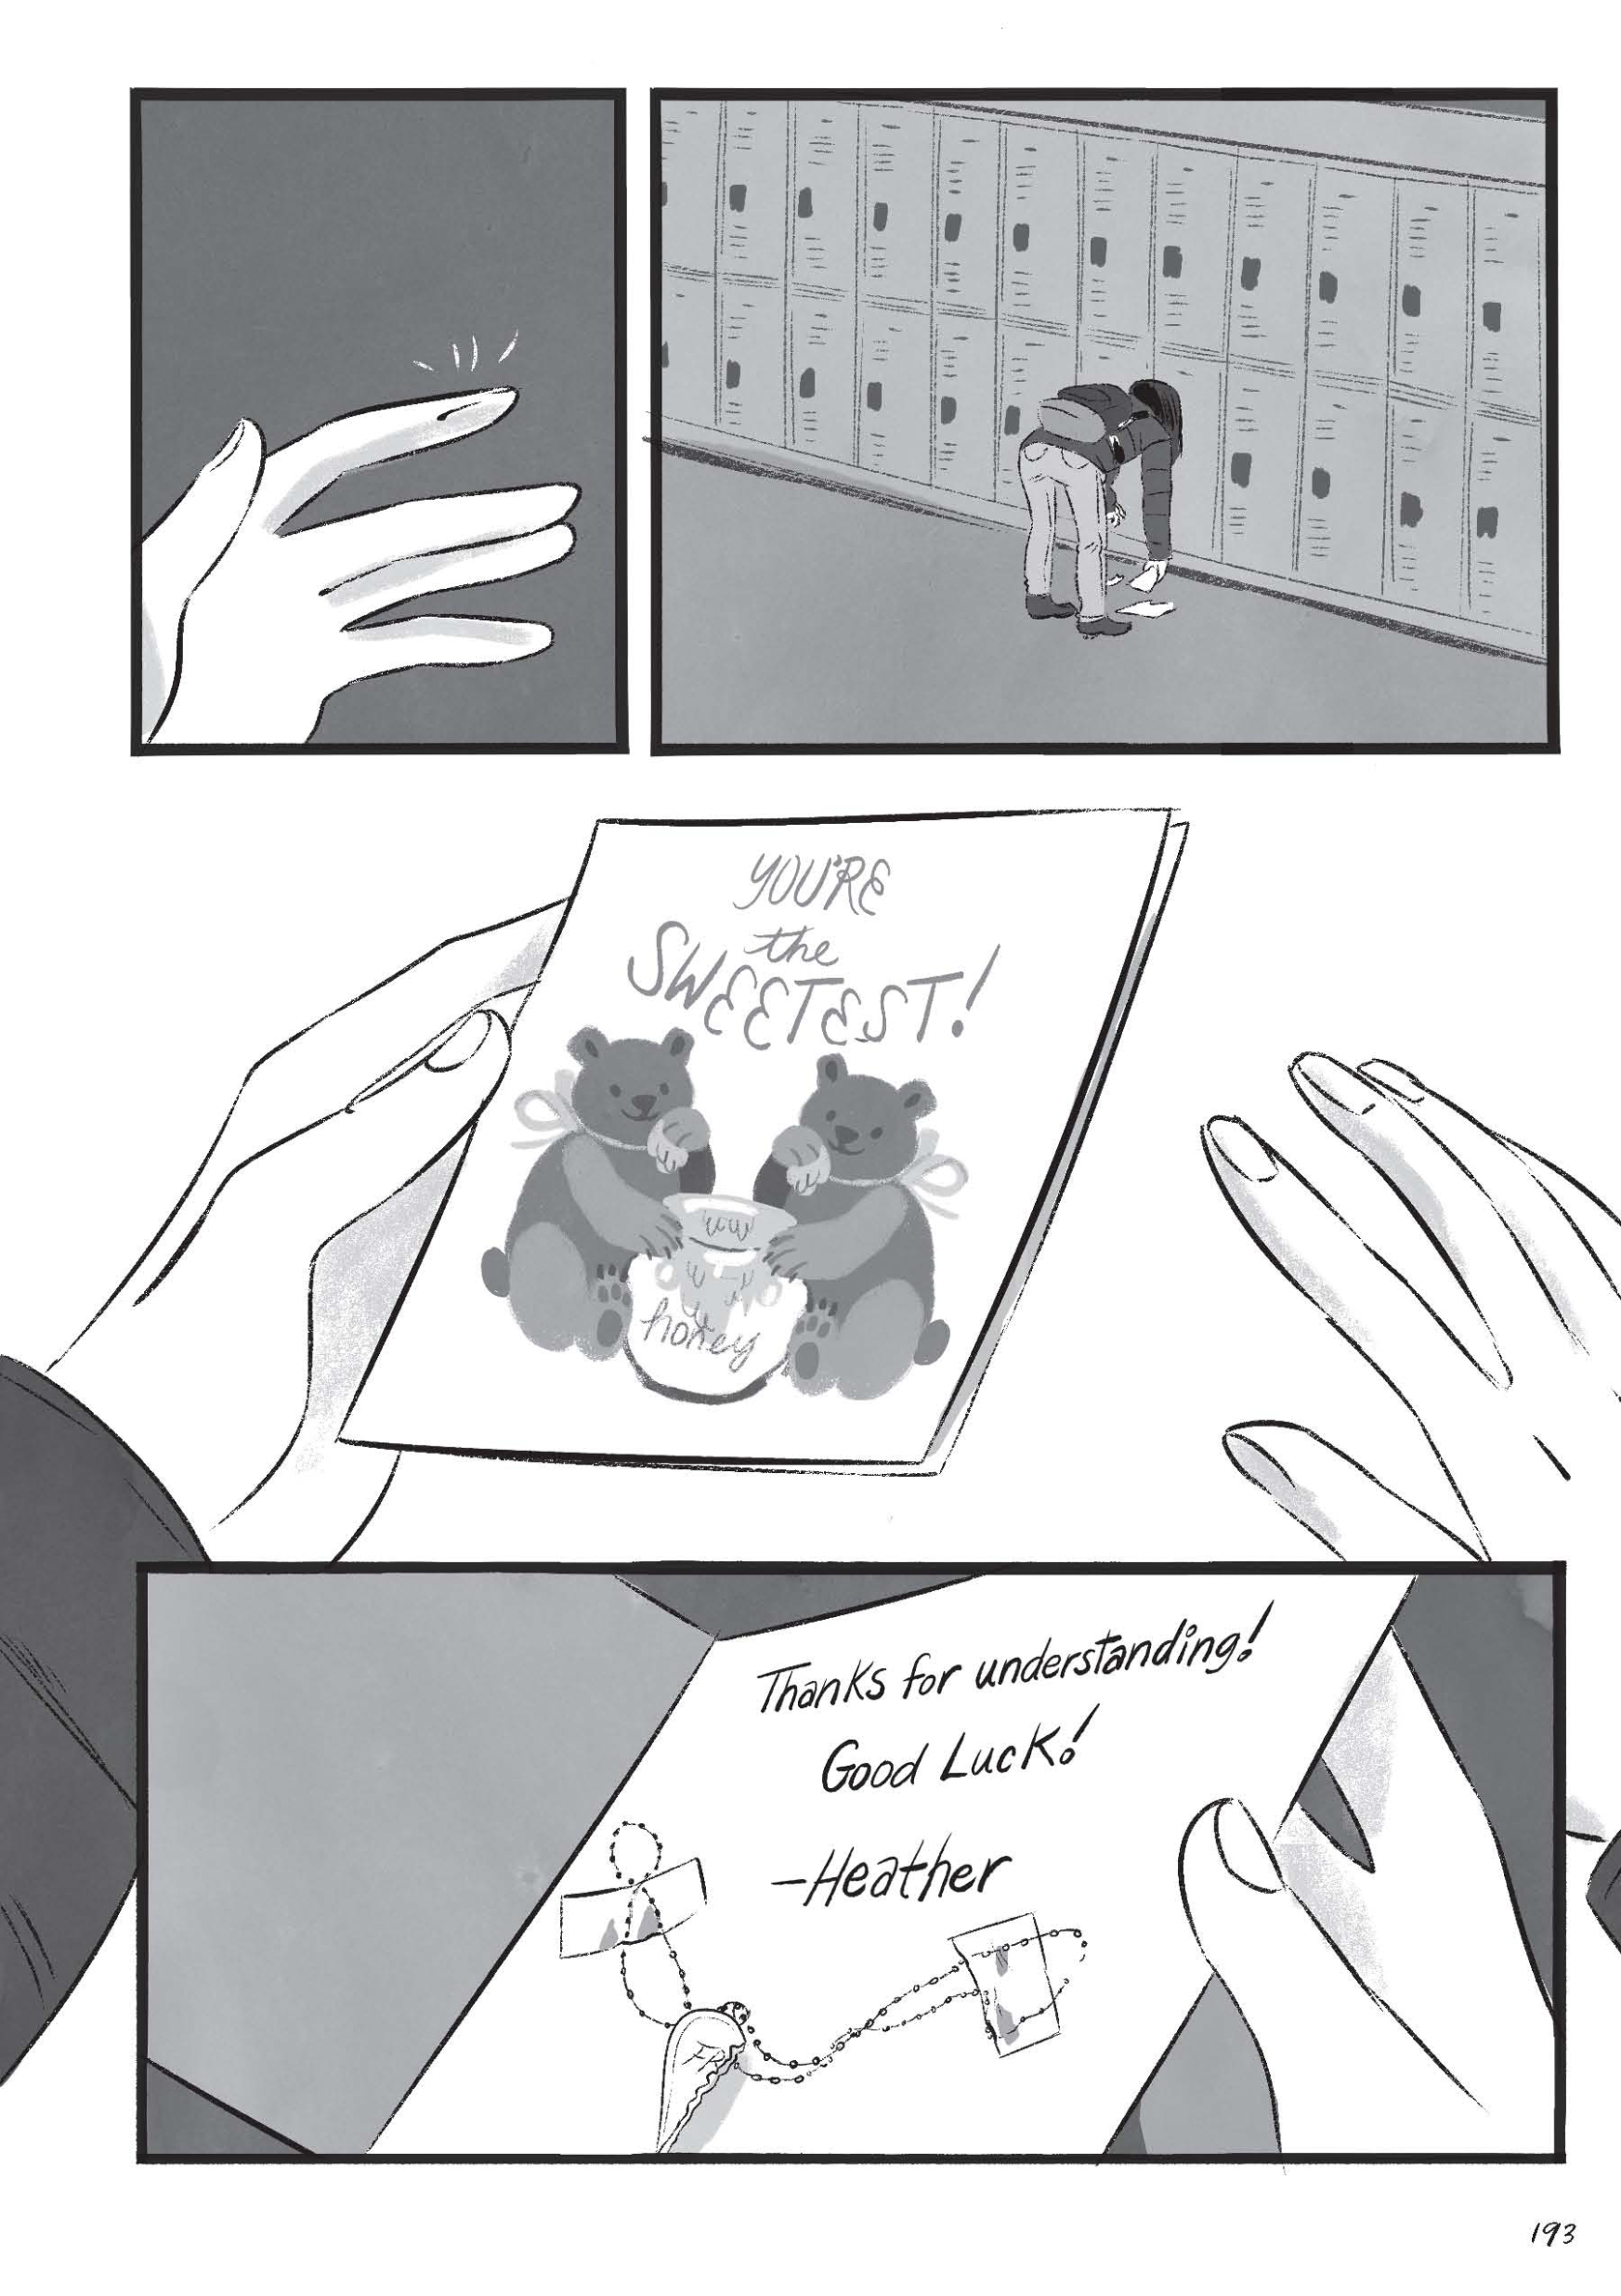 YOU'RE
the
SWEETEST!
honey
Thanks for understanding!
Good Luck!
—Heather
193